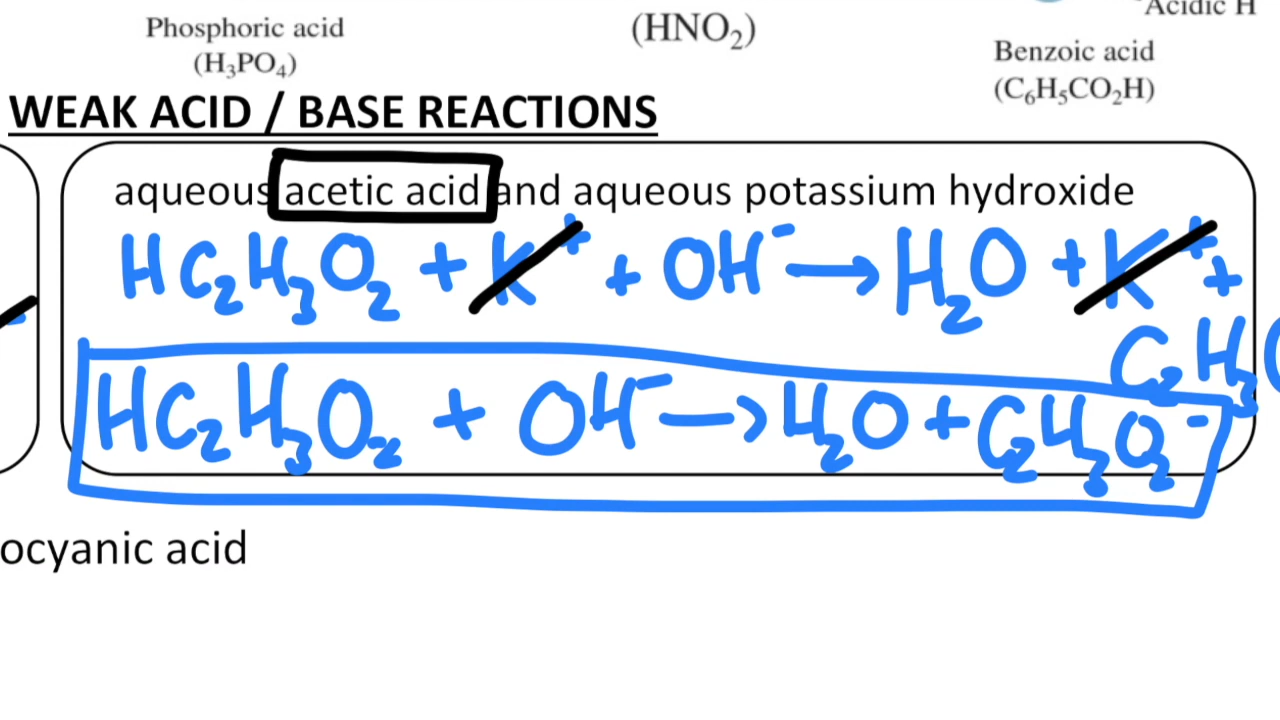 Acidic H
Phosphoric acid
(H₃PO₄)
(HNO₂)
Benzoic acid
(C₆H₅CO₂H)
WEAK ACID / BASE REACTIONS
aqueous acetic acid and aqueous potassium hydroxide
HC₂H₃O₂ + K⁺ + OH⁻ → H₂O + K⁺ +
C₂H₃
HC₂H₃O₂ + OH⁻ → H₂O + C₂H₃O₂⁻
ocyanic acid